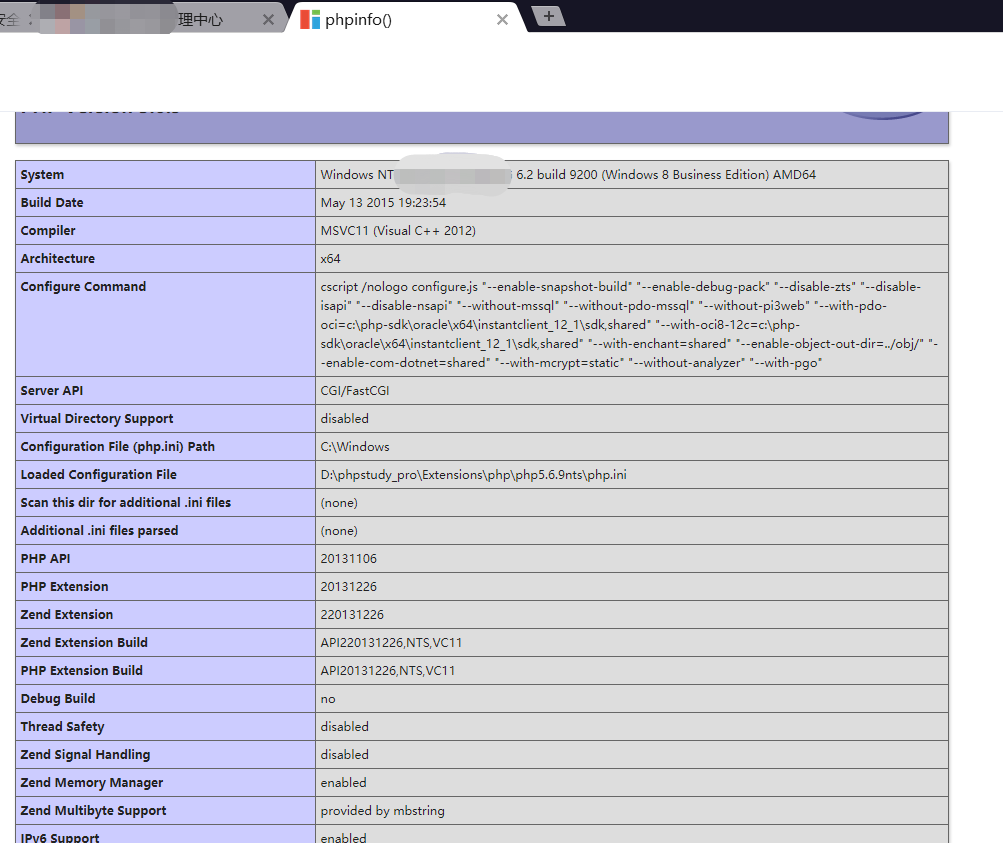 理中心
phpinfo()
System Windows NT 6.2 build 9200 (Windows 8 Business Edition) AMD64
Build Date May 13 2015 19:23:54
Compiler MSVC11 (Visual C++ 2012)
Architecture x64
Configure Command cscript /nologo configure.js "--enable-snapshot-build" "--enable-debug-pack" "--disable-zts" "--disable-
isapi" "--disable-nsapi" "--without-mssql" "--without-pdo-mssql" "--without-pi3web" "--with-pdo-
oci=c:\php-sdk\oracle\x64\instantclient_12_1\sdk,shared" "--with-oci8-12c=c:\php-
sdk\oracle\x64\instantclient_12_1\sdk,shared" "--with-enchant=shared" "--enable-object-out-dir=../obj/" "-
-enable-com-dotnet=shared" "--with-mcrypt=static" "--without-analyzer" "--with-pgo"
Server API CGI/FastCGI
Virtual Directory Support disabled
Configuration File (php.ini) Path C:\Windows
Loaded Configuration File D:\phpstudy_pro\Extensions\php\php5.6.9nts\php.ini
Scan this dir for additional .ini files (none)
Additional .ini files parsed (none)
PHP API 20131106
PHP Extension 20131226
Zend Extension 220131226
Zend Extension Build API220131226,NTS,VC11
PHP Extension Build API20131226,NTS,VC11
Debug Build no
Thread Safety disabled
Zend Signal Handling disabled
Zend Memory Manager enabled
Zend Multibyte Support provided by mbstring
IPv6 Support enabled